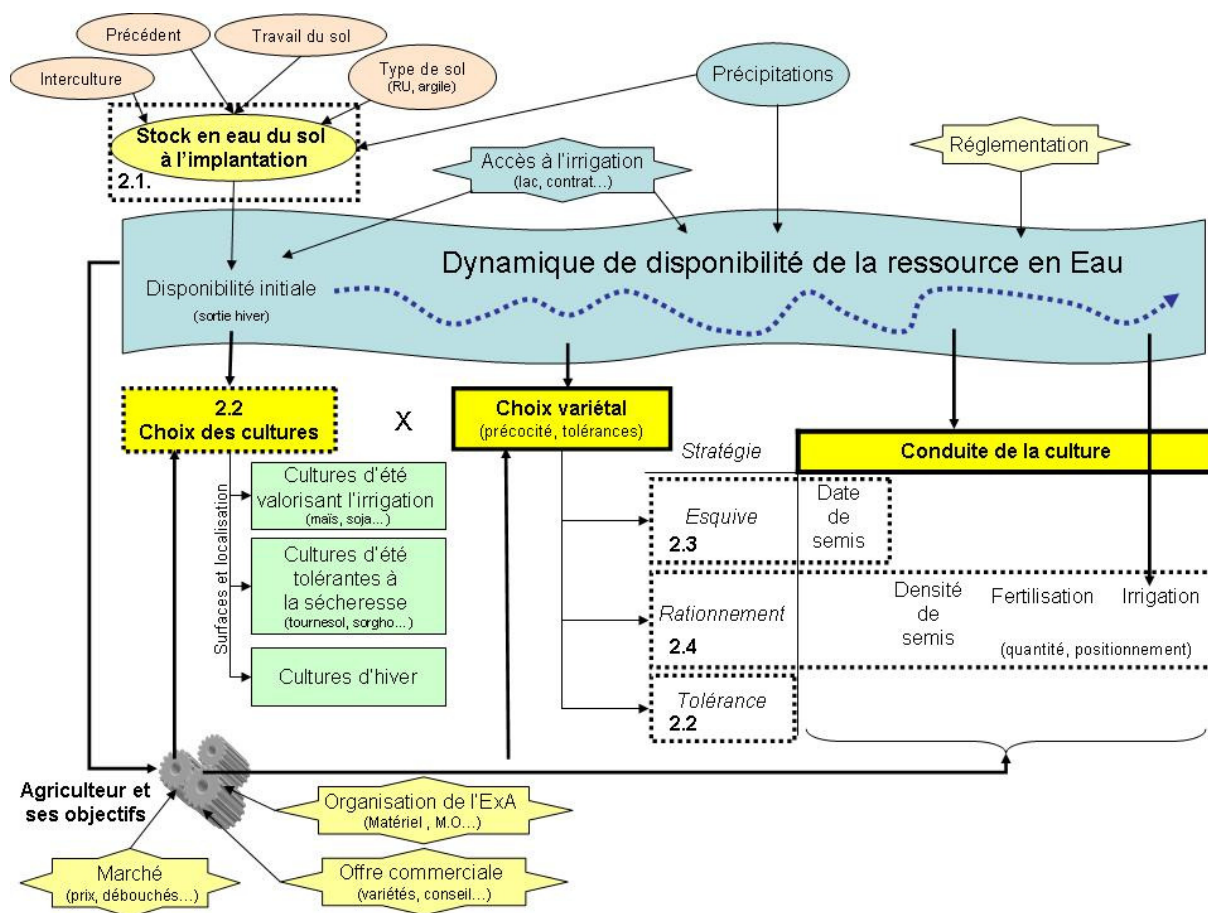 Précédent
Travail du sol
Interculture
Type de sol
(RU, argile)
Précipitations
Stock en eau du sol
à l'implantation
2.1.
Accès à l'irrigation
(lac, contrat…)
Réglementation
Dynamique de disponibilité de la ressource en Eau
Disponibilité initiale
(sortie hiver)
2.2
Choix des cultures
X
Choix variétal
(précocité, tolérances)
Stratégie
Conduite de la culture
Surfaces et localisation
Cultures d'été
valorisant l'irrigation
(maïs, soja…)
Cultures d'été
tolérantes à
la sécheresse
(tournesol, sorgho…)
Cultures d'hiver
Esquive
2.3
Date
de
semis
Rationnement
2.4
Densité
de
semis
Fertilisation
Irrigation
(quantité, positionnement)
Tolérance
2.2
Agriculteur et
ses objectifs
Organisation de l'ExA
(Matériel , M.O…)
Marché
(prix, débouchés…)
Offre commerciale
(variétés, conseil…)